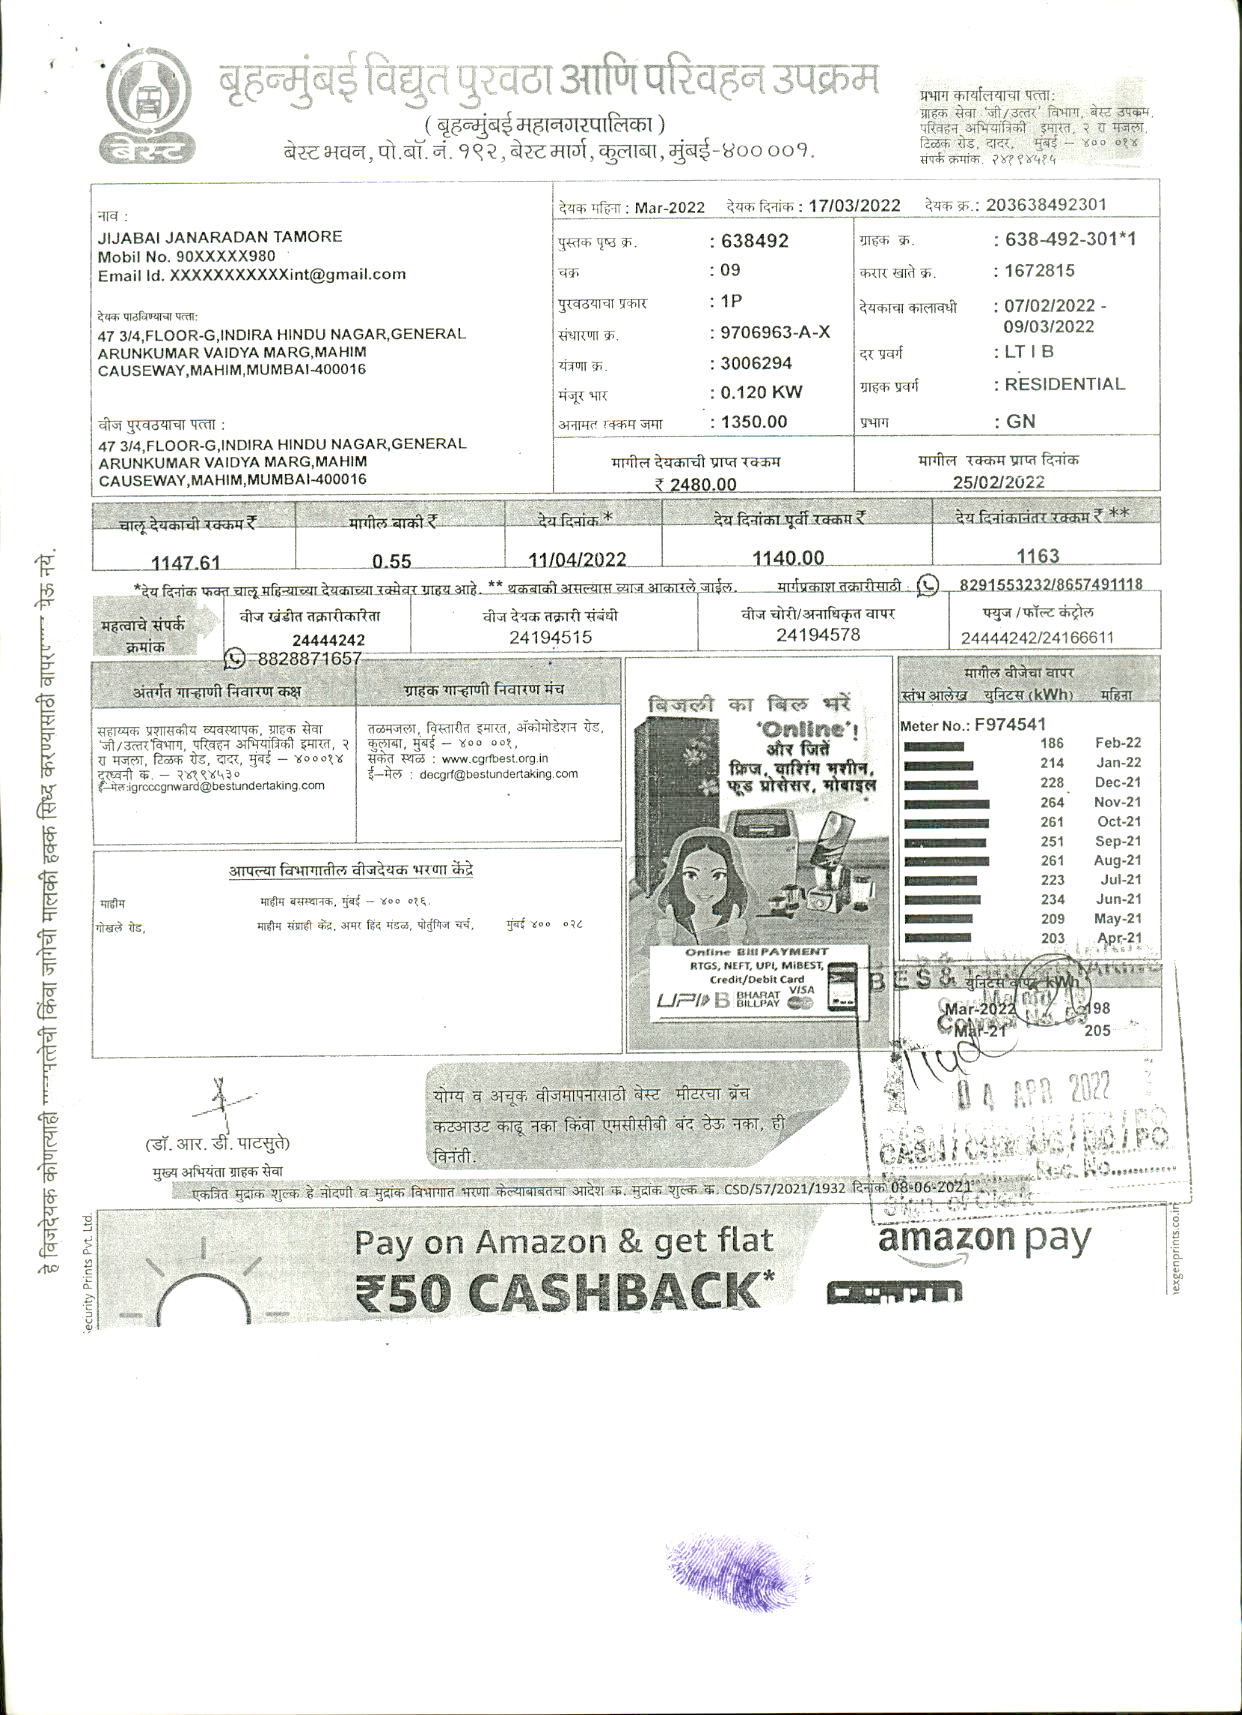 बृहन्मुंबई विद्युत पुरवठा आणि परिवहन उपक्रम
( बृहन्मुंबई महानगरपालिका )
बेस्ट भवन, पो.बॉ. नं. १९२, बेस्ट मार्ग, कुलाबा, मुंबई-४०० ००१.
बेस्ट
प्रभाग कार्यालयाचा पत्ता:
ग्राहक सेवा 'जी/उत्तर' विभाग, बेस्ट उपक्रम,
परिवहन अभियांत्रिकी इमारत, २ रा मजला,
टिळक रोड, दादर, मुंबई – ४०० ०१४
संपर्क क्रमांक. २४१९४५१५
नाव :
JIJABAI JANARADAN TAMORE
Mobil No. 90XXXXX980
Email Id. XXXXXXXXXXXint@gmail.com
देयक पाठविण्याचा पत्ता:
47 3/4,FLOOR-G,INDIRA HINDU NAGAR,GENERAL
ARUNKUMAR VAIDYA MARG,MAHIM
CAUSEWAY,MAHIM,MUMBAI-400016
वीज पुरवठयाचा पत्ता :
47 3/4,FLOOR-G,INDIRA HINDU NAGAR,GENERAL
ARUNKUMAR VAIDYA MARG,MAHIM
CAUSEWAY,MAHIM,MUMBAI-400016
देयक महिना : Mar-2022 देयक दिनांक : 17/03/2022 देयक क्र.: 203638492301
पुस्तक पृष्ठ क्र. : 638492
चक्र : 09
पुरवठयाचा प्रकार : 1P
संधारणा क्र. : 9706963-A-X
यंत्रणा क्र. : 3006294
मंजूर भार : 0.120 KW
अनामत रक्कम जमा : 1350.00
ग्राहक क्र. : 638-492-301*1
करार खाते क्र. : 1672815
देयकाचा कालावधी : 07/02/2022 -
09/03/2022
दर प्रवर्ग : LT I B
ग्राहक प्रवर्ग : RESIDENTIAL
प्रभाग : GN
मागील देयकाची प्राप्त रक्कम
₹ 2480.00
मागील रक्कम प्राप्त दिनांक
25/02/2022
चालू देयकाची रक्कम ₹ मागील बाकी ₹ देय दिनांक * देय दिनांका पूर्वी रक्कम ₹ देय दिनांकानंतर रक्कम ₹ **
1147.61 0.55 11/04/2022 1140.00 1163
*देय दिनांक फक्त चालू महिन्याच्या देयकाच्या रक्मेवर ग्राहय आहे. ** थकबाकी असल्यास व्याज आकारले जाईल. मार्गप्रकाश तक्रारीसाठी : 8291553232/8657491118
महत्वाचे संपर्क
क्रमांक
वीज खंडीत तक्रारीकरिता
24444242
8828871657
वीज देयक तक्रारी संबंधी
24194515
वीज चोरी/अनाधिकृत वापर
24194578
फ्युज / फॉल्ट कंट्रोल
24444242/24166611
अंतर्गत गाऱ्हाणी निवारण कक्ष
सहाय्यक प्रशासकीय व्यवस्थापक, ग्राहक सेवा
'जी/उत्तर'विभाग, परिवहन अभियांत्रिकी इमारत, २
रा मजला, टिळक रोड, दादर, मुंबई – ४०००१४
दूरध्वनी क. – २४१९४५३०
ई–मेल:igrcccgnward@bestundertaking.com
ग्राहक गाऱ्हाणी निवारण मंच
तळमजला, विस्तारीत इमारत, अ‍ॅकोमोडेशन रोड,
कुलाबा, मुंबई – ४०० ००१,
संकेत स्थळ : www.cgrfbest.org.in
ई–मेल : decgrf@bestundertaking.com
आपल्या विभागातील वीजदेयक भरणा केंद्रे
माहीम माहीम बसस्थानक, मुंबई – ४०० ०१६.
गोखले रोड, माहीम संग्राही केंद्र, अमर हिंद मंडळ, पोर्तुगिज चर्च, मुंबई ४०० ०२८
बिजली का बिल भरें
'Online'!
और जितें
फ्रिज, वाशिंग मशीन,
फूड प्रोसेसर, मोबाइल
Online Bill PAYMENT
RTGS, NEFT, UPI, MiBEST,
Credit/Debit Card
UPI B BHARAT BILLPAY VISA
मागील वीजेचा वापर
स्तंभ आलेख युनिटस (kWh) महिना
Meter No.: F974541
186 Feb-22
214 Jan-22
228 Dec-21
264 Nov-21
261 Oct-21
251 Sep-21
261 Aug-21
223 Jul-21
234 Jun-21
209 May-21
203 Apr-21
युनिटस वापर kWh
Mar-2022 198
Mar-21 205
04 APR 2022
CASH / CHEQUE / DD / PO
Rec. No.
Sign. of Clerk
(डॉ. आर. डी. पाटसुते)
मुख्य अभियंता ग्राहक सेवा
योग्य व अचूक वीजमापनासाठी बेस्ट मीटरचा ब्रॅच
कटआउट काढू नका किंवा एमसीसीबी बंद ठेऊ नका, ही
विनंती.
एकत्रित मुद्रांक शुल्क हे नोंदणी व मुद्रांक विभागात भरणा केल्याबाबतचा आदेश क. मुद्रांक शुल्क क. CSD/57/2021/1932 दिनांक 08-06-2021
Pay on Amazon & get flat
₹50 CASHBACK*
amazon pay
ecurity Prints Pvt. Ltd.
nexgenprints.co.in